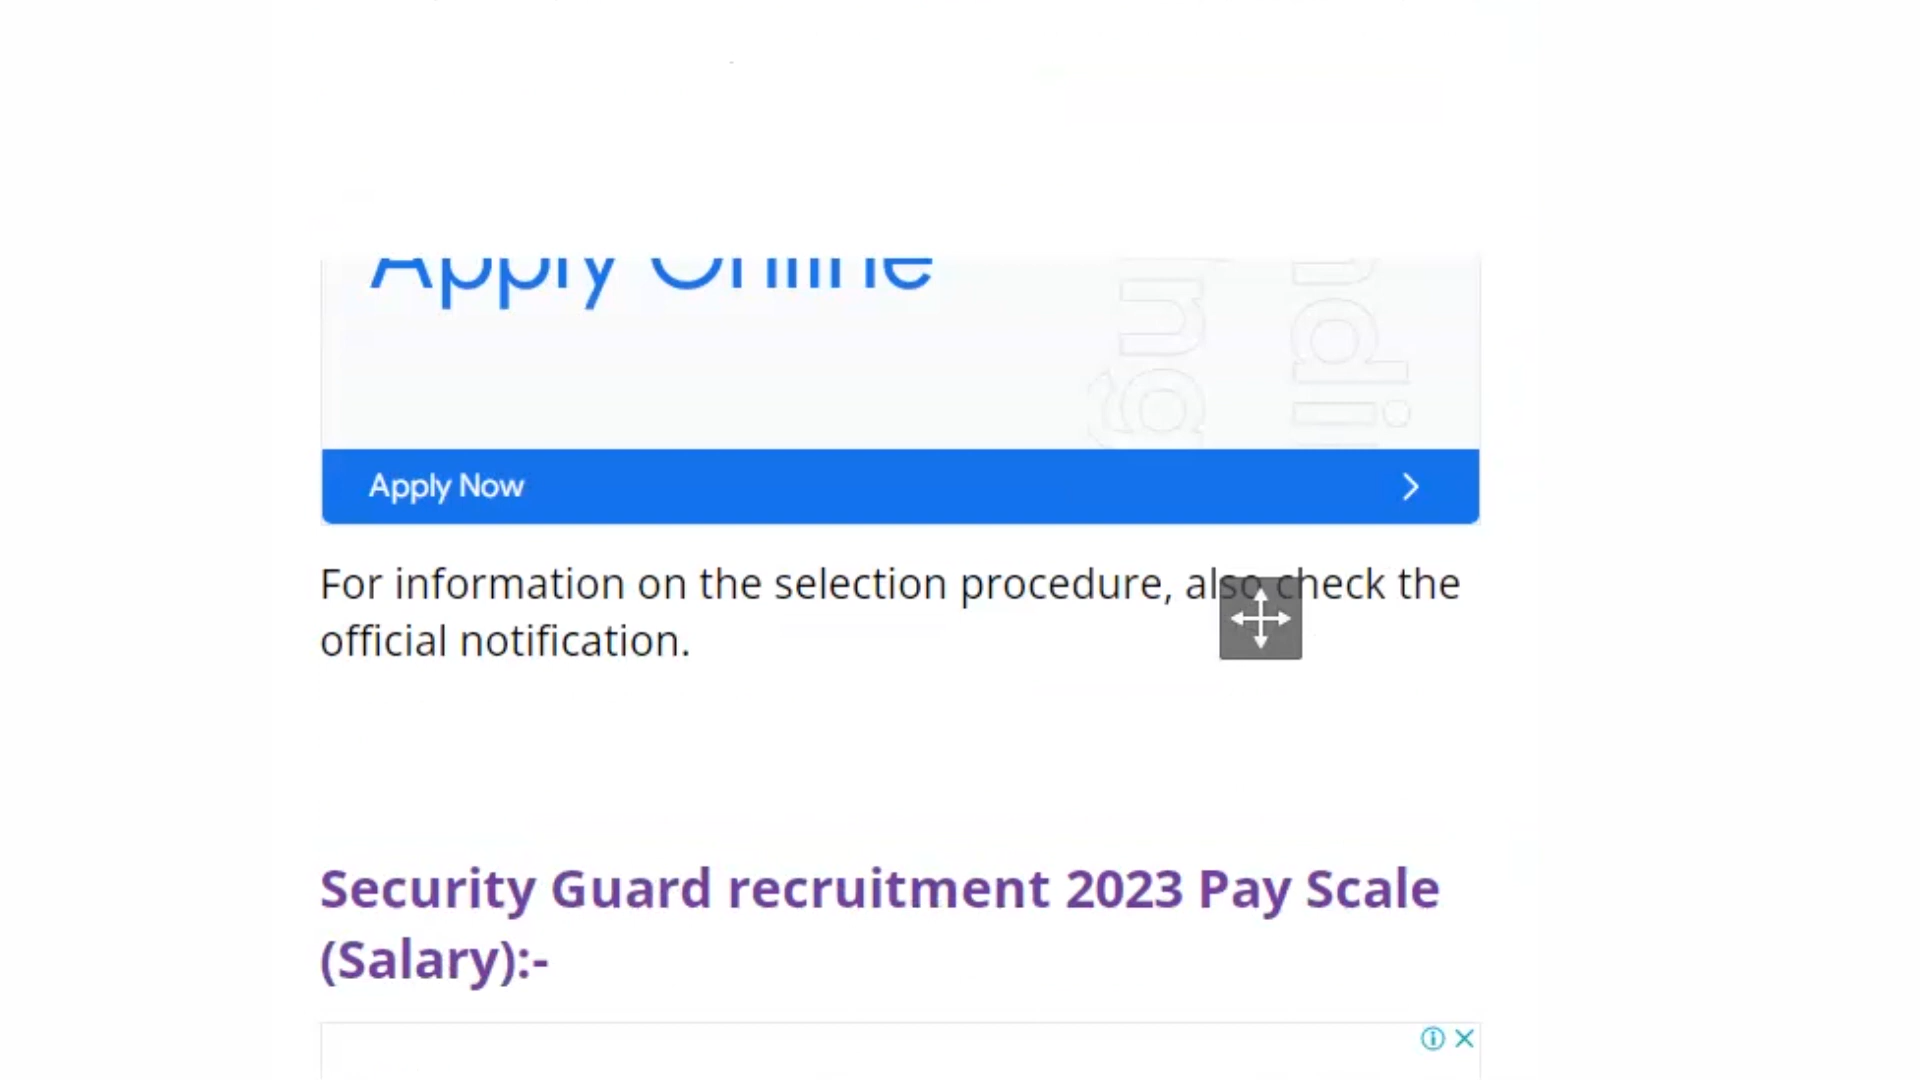 Apply Online
Apply Now
For information on the selection procedure, also check the
official notification.
Security Guard recruitment 2023 Pay Scale
(Salary):-